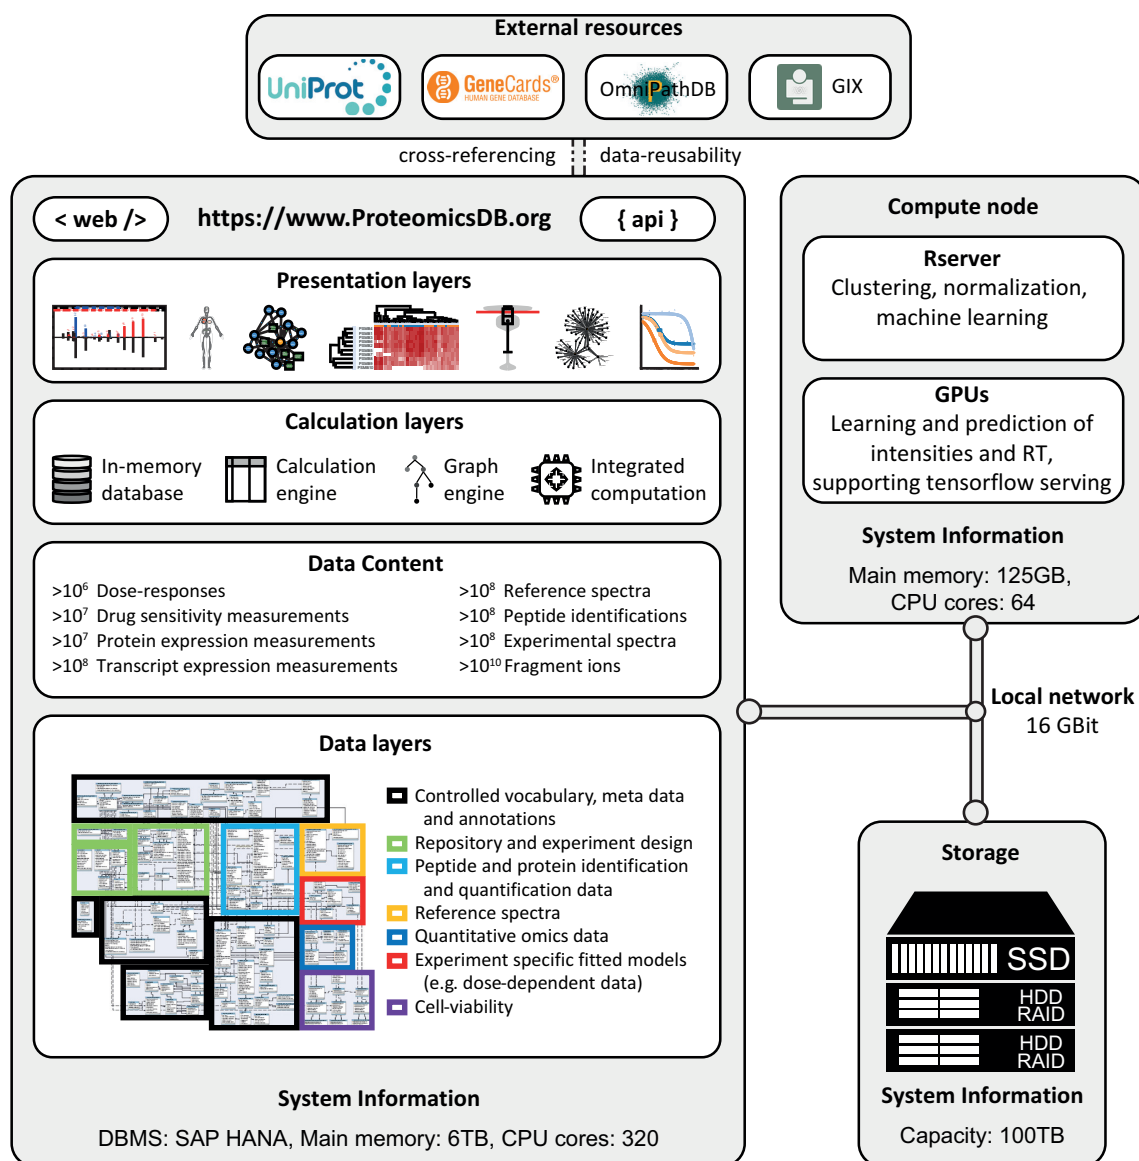 External resources
UniProt
GeneCards®
HUMAN GENE DATABASE
OmniPathDB
GIX
cross-referencing
data-reusability
< web />
https://www.ProteomicsDB.org
{ api }
Presentation layers
Calculation layers
In-memory
database
Calculation
engine
Graph
engine
Integrated
computation
Data Content
>10⁶ Dose-responses
>10⁷ Drug sensitivity measurements
>10⁷ Protein expression measurements
>10⁸ Transcript expression measurements
>10⁸ Reference spectra
>10⁸ Peptide identifications
>10⁸ Experimental spectra
>10¹⁰ Fragment ions
Data layers
Controlled vocabulary, meta data
and annotations
Repository and experiment design
Peptide and protein identification
and quantification data
Reference spectra
Quantitative omics data
Experiment specific fitted models
(e.g. dose-dependent data)
Cell-viability
System Information
DBMS: SAP HANA, Main memory: 6TB, CPU cores: 320
Compute node
Rserver
Clustering, normalization,
machine learning
GPUs
Learning and prediction of
intensities and RT,
supporting tensorflow serving
System Information
Main memory: 125GB,
CPU cores: 64
Local network
16 GBit
Storage
SSD
HDD
RAID
HDD
RAID
System Information
Capacity: 100TB